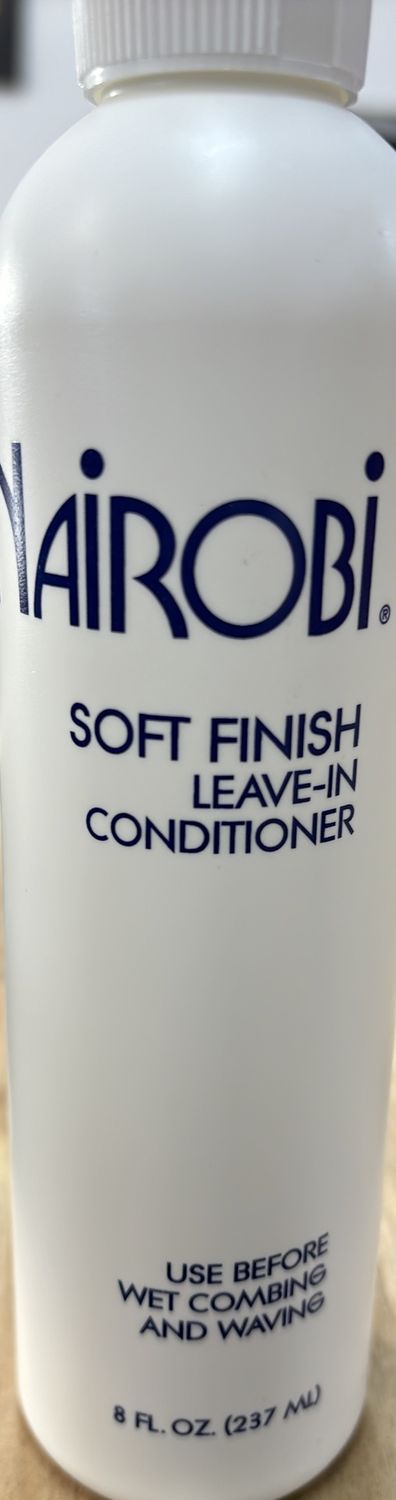 NAIROBI®
SOFT FINISH
LEAVE-IN
CONDITIONER
USE BEFORE
WET COMBING
AND WAVING
8 FL. OZ. (237 ML)